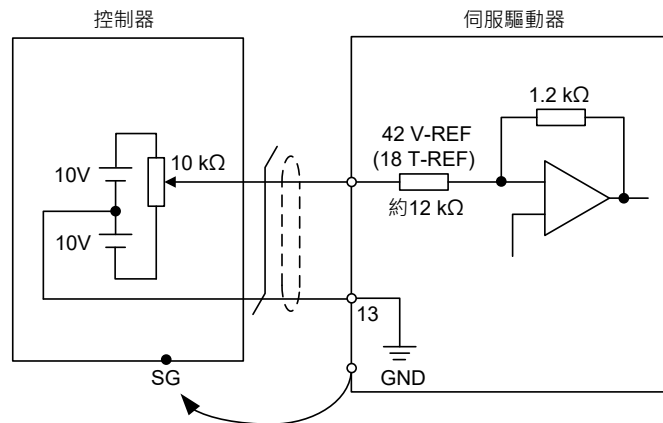 控制器
伺服驅動器
1.2 kΩ
42 V-REF
(18 T-REF)
約12 kΩ
10V
10 kΩ
10V
13
SG
GND